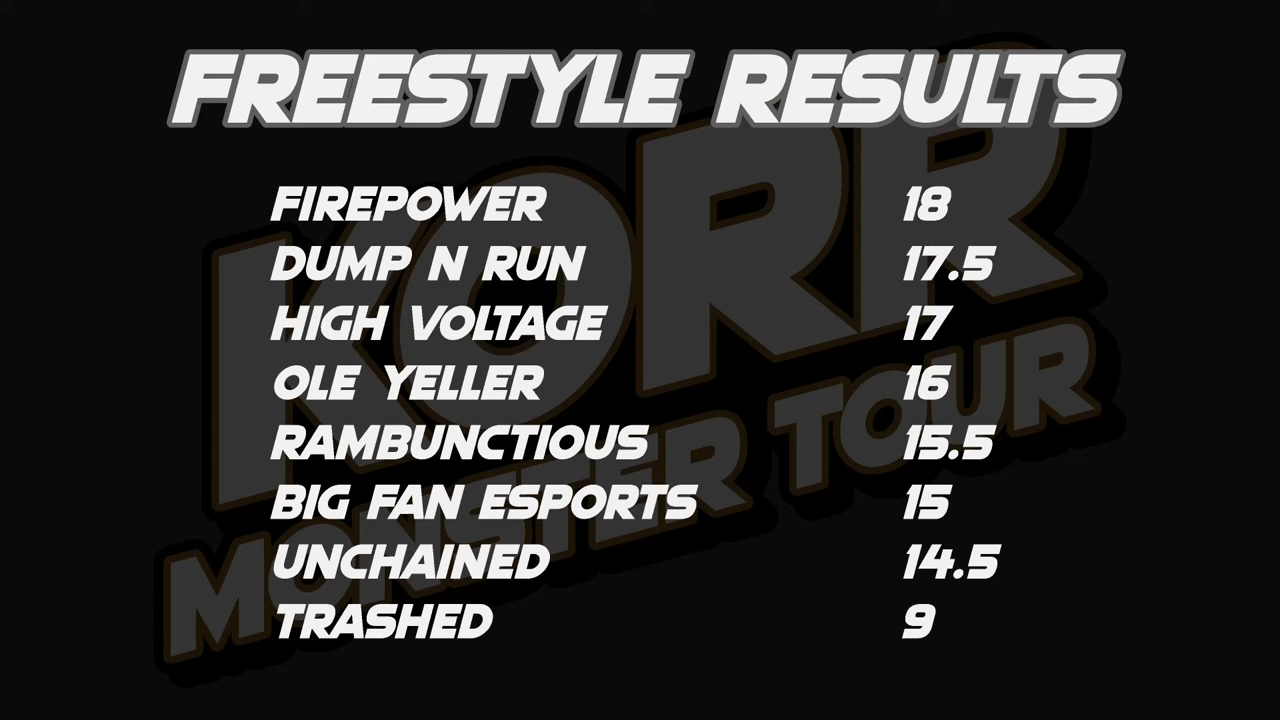 FREESTYLE RESULTS
FIREPOWER 18
DUMP N RUN 17.5
HIGH VOLTAGE 17
OLE YELLER 16
RAMBUNCTIOUS 15.5
BIG FAN ESPORTS 15
UNCHAINED 14.5
TRASHED 9
KORR
MONSTER TOUR